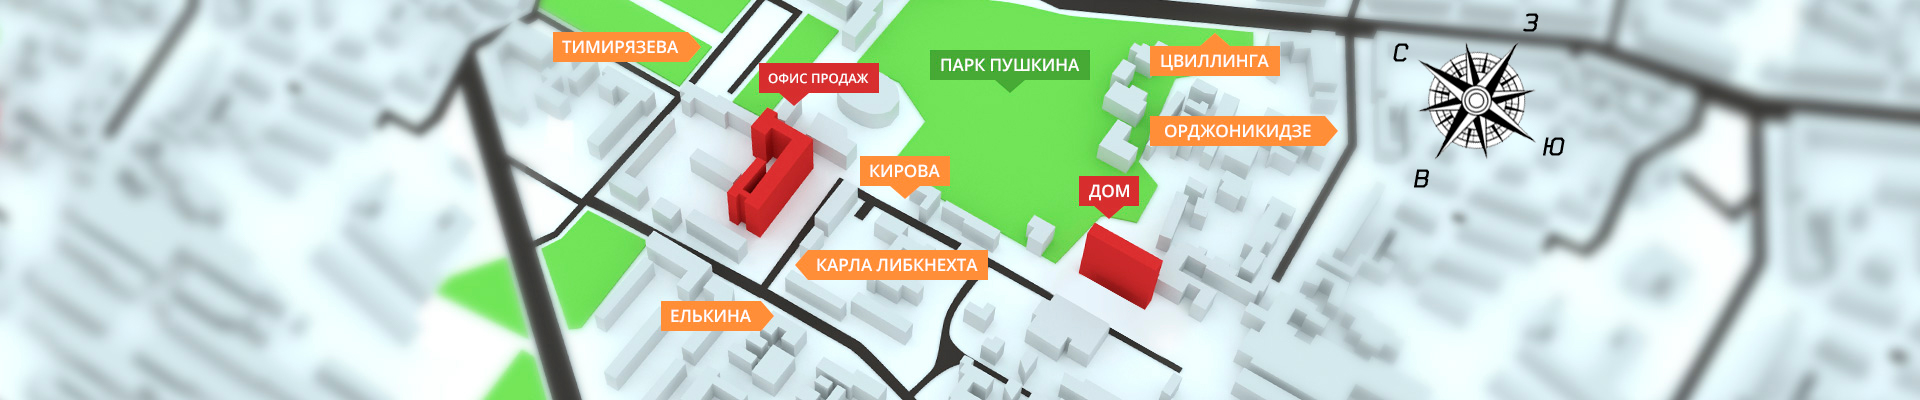 ТИМИРЯЗЕВА
ОФИС ПРОДАЖ
ПАРК ПУШКИНА
ЦВИЛЛИНГА
ОРДЖОНИКИДЗЕ
КИРОВА
ДОМ
КАРЛА ЛИБКНЕХТА
ЕЛЬКИНА
З
С
Ю
В